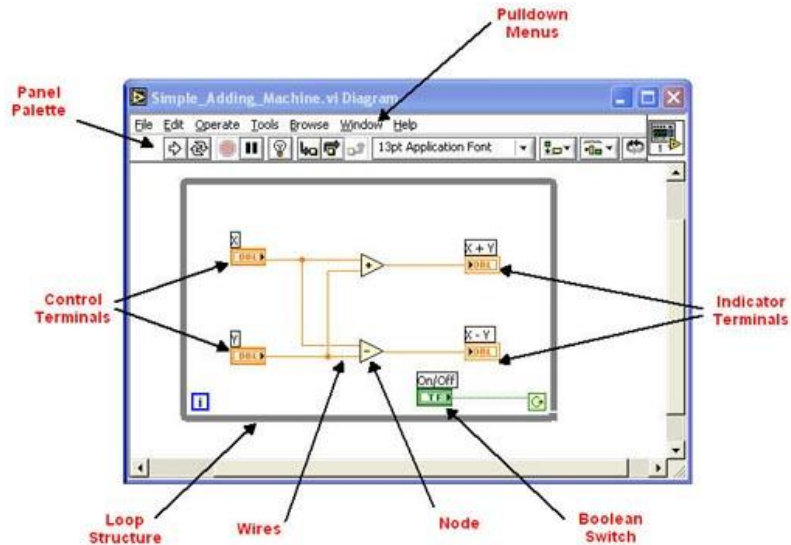 Pulldown
Menus
Panel
Palette
Simple_Adding_Machine.vi Diagram
File Edit Operate Tools Browse Window Help
13pt Application Font
1
X
DBL
X + Y
DBL
Control
Terminals
Indicator
Terminals
Y
DBL
X - Y
DBL
On/Off
TF
i
Loop
Structure
Wires
Node
Boolean
Switch